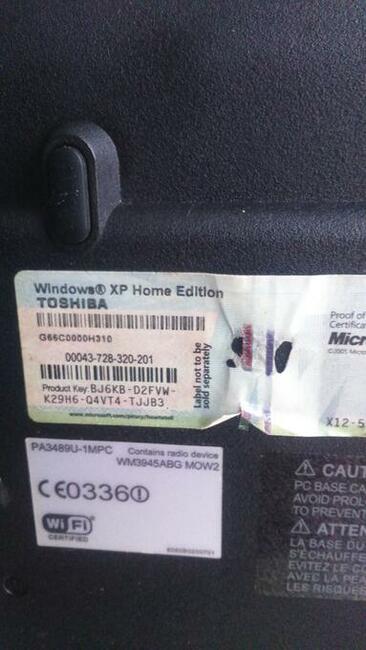 Windows® XP Home Edition
TOSHIBA
G66C0000H310
00043-728-320-201
Product Key: BJ6KB-D2FVW-
K29H6-Q4VT4-TJJB3
Label not to be
sold separately
Proof of
Certifica
Micr
X12-5
PA3489U-1MPC
Contains radio device
WM3945ABG MOW2
CE0336
Wi Fi
CERTIFIED
CAUT
PC BASE CA
AVOID PROL
TO PREVENT
ATTEN
LA BASE DU
S'ÉCHAUFFE
ÉVITEZ LE CO
AVEC LA PEA
LES RISQUES